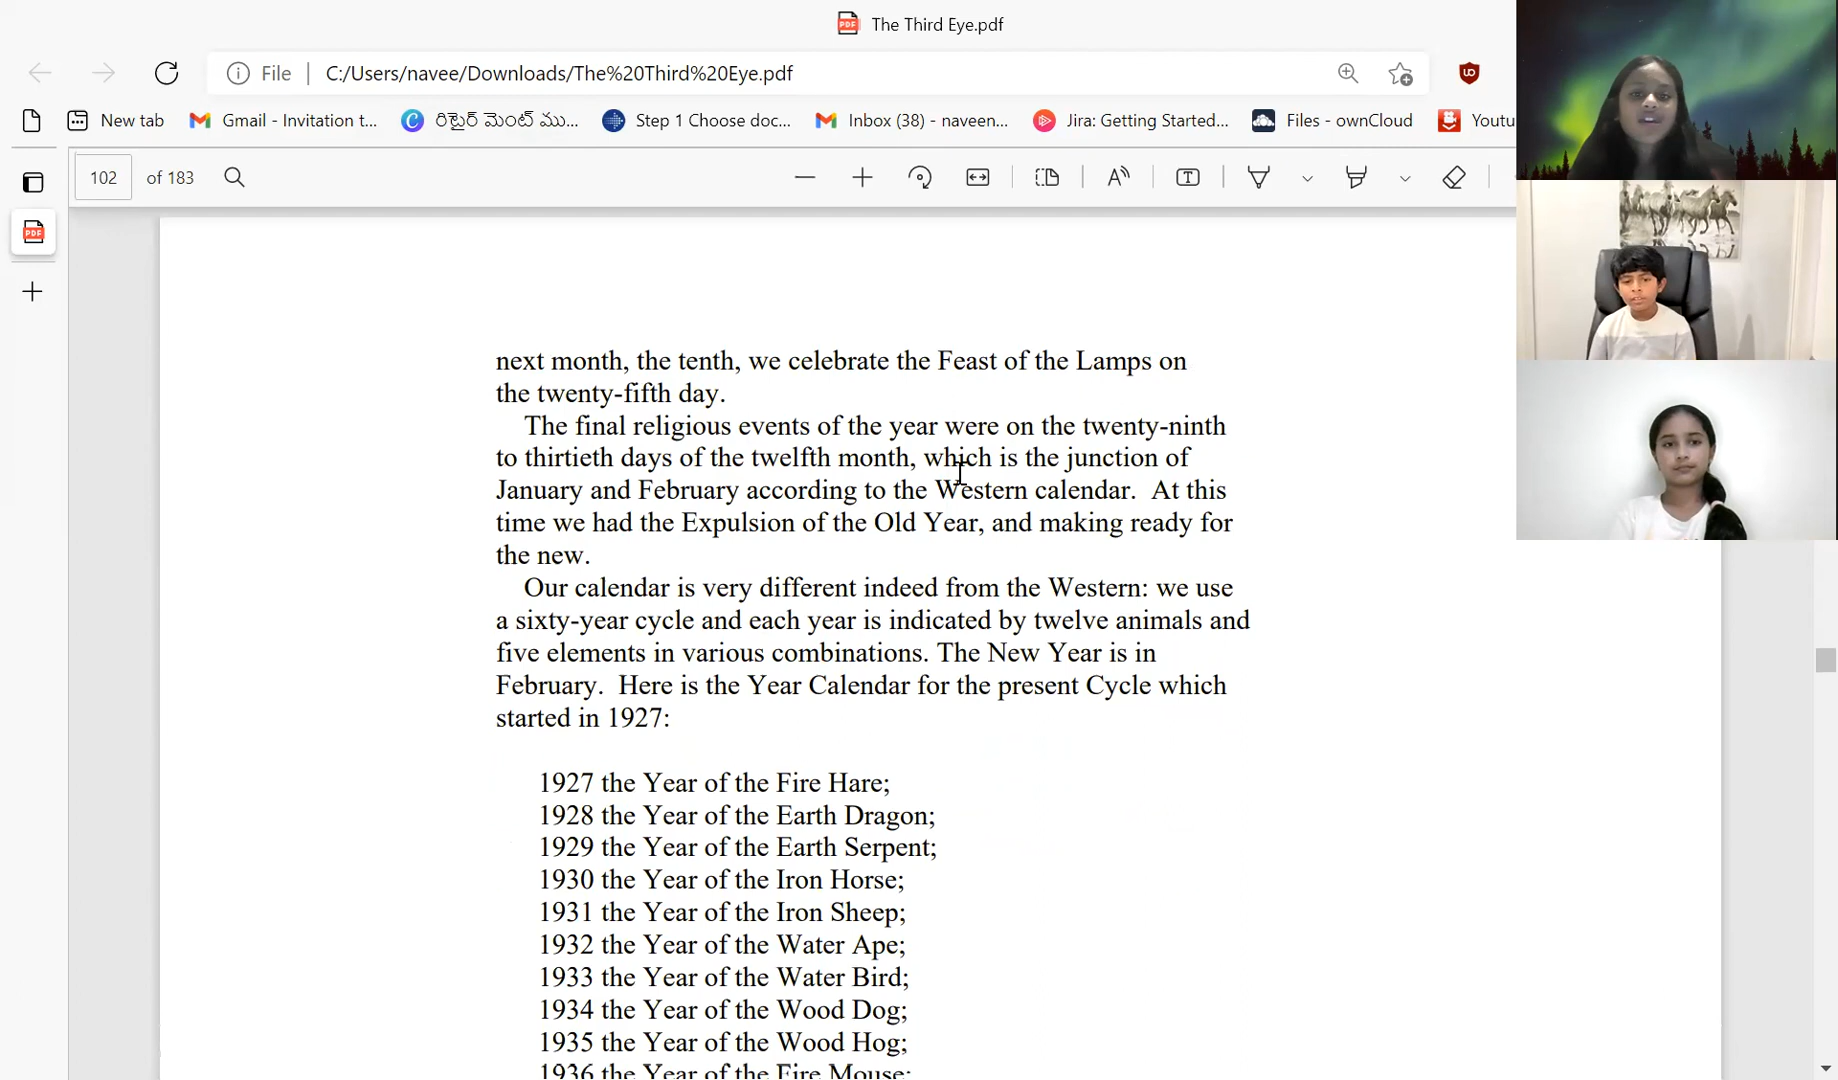 The Third Eye.pdf
File | C:/Users/navee/Downloads/The%20Third%20Eye.pdf
New tab
Gmail - Invitation t...
రిటైర్ మెంట్ ము...
Step 1 Choose doc...
Inbox (38) - naveen...
Jira: Getting Started...
Files - ownCloud
Youtu
102 of 183
next month, the tenth, we celebrate the Feast of the Lamps on
the twenty-fifth day.
The final religious events of the year were on the twenty-ninth
to thirtieth days of the twelfth month, which is the junction of
January and February according to the Western calendar. At this
time we had the Expulsion of the Old Year, and making ready for
the new.
Our calendar is very different indeed from the Western: we use
a sixty-year cycle and each year is indicated by twelve animals and
five elements in various combinations. The New Year is in
February. Here is the Year Calendar for the present Cycle which
started in 1927:
1927 the Year of the Fire Hare;
1928 the Year of the Earth Dragon;
1929 the Year of the Earth Serpent;
1930 the Year of the Iron Horse;
1931 the Year of the Iron Sheep;
1932 the Year of the Water Ape;
1933 the Year of the Water Bird;
1934 the Year of the Wood Dog;
1935 the Year of the Wood Hog;
1936 the Year of the Fire Mouse;